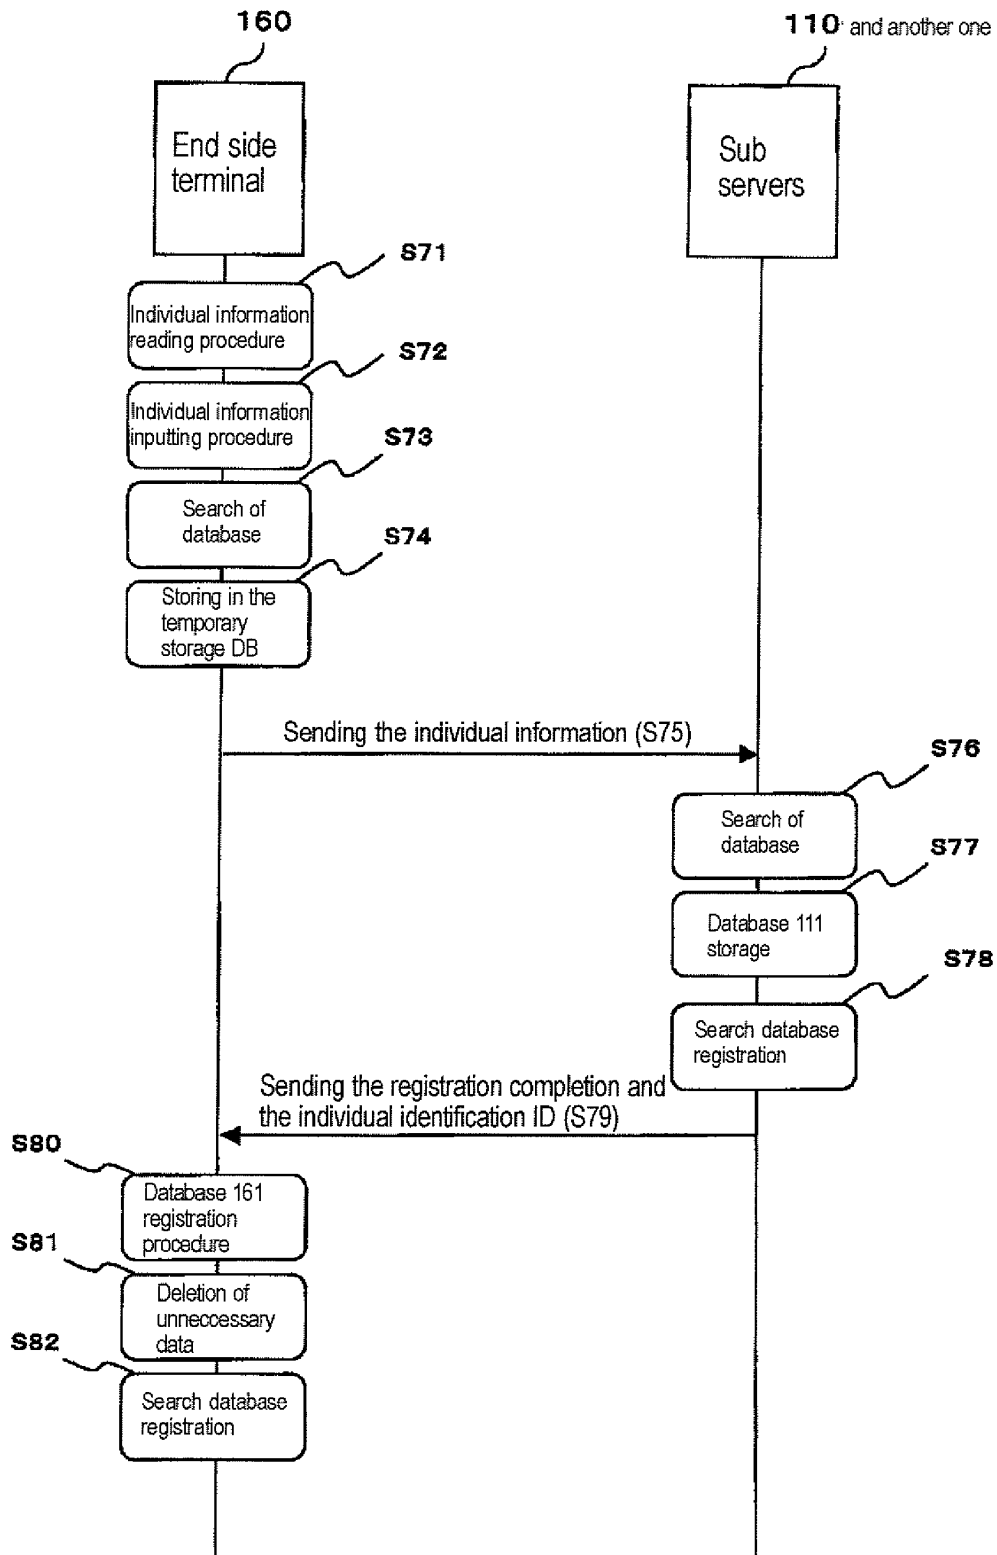 160
110 and another one
End side
terminal
Sub
servers
S71
Individual information
reading procedure
S72
Individual information
inputting procedure
S73
Search of
database
S74
Storing in the
temporary
storage DB
Sending the individual information (S75)
S76
Search of
database
S77
Database 111
storage
S78
Search database
registration
Sending the registration completion and
the individual identification ID (S79)
S80
Database 161
registration
procedure
S81
Deletion of
unneccessary
data
S82
Search database
registration